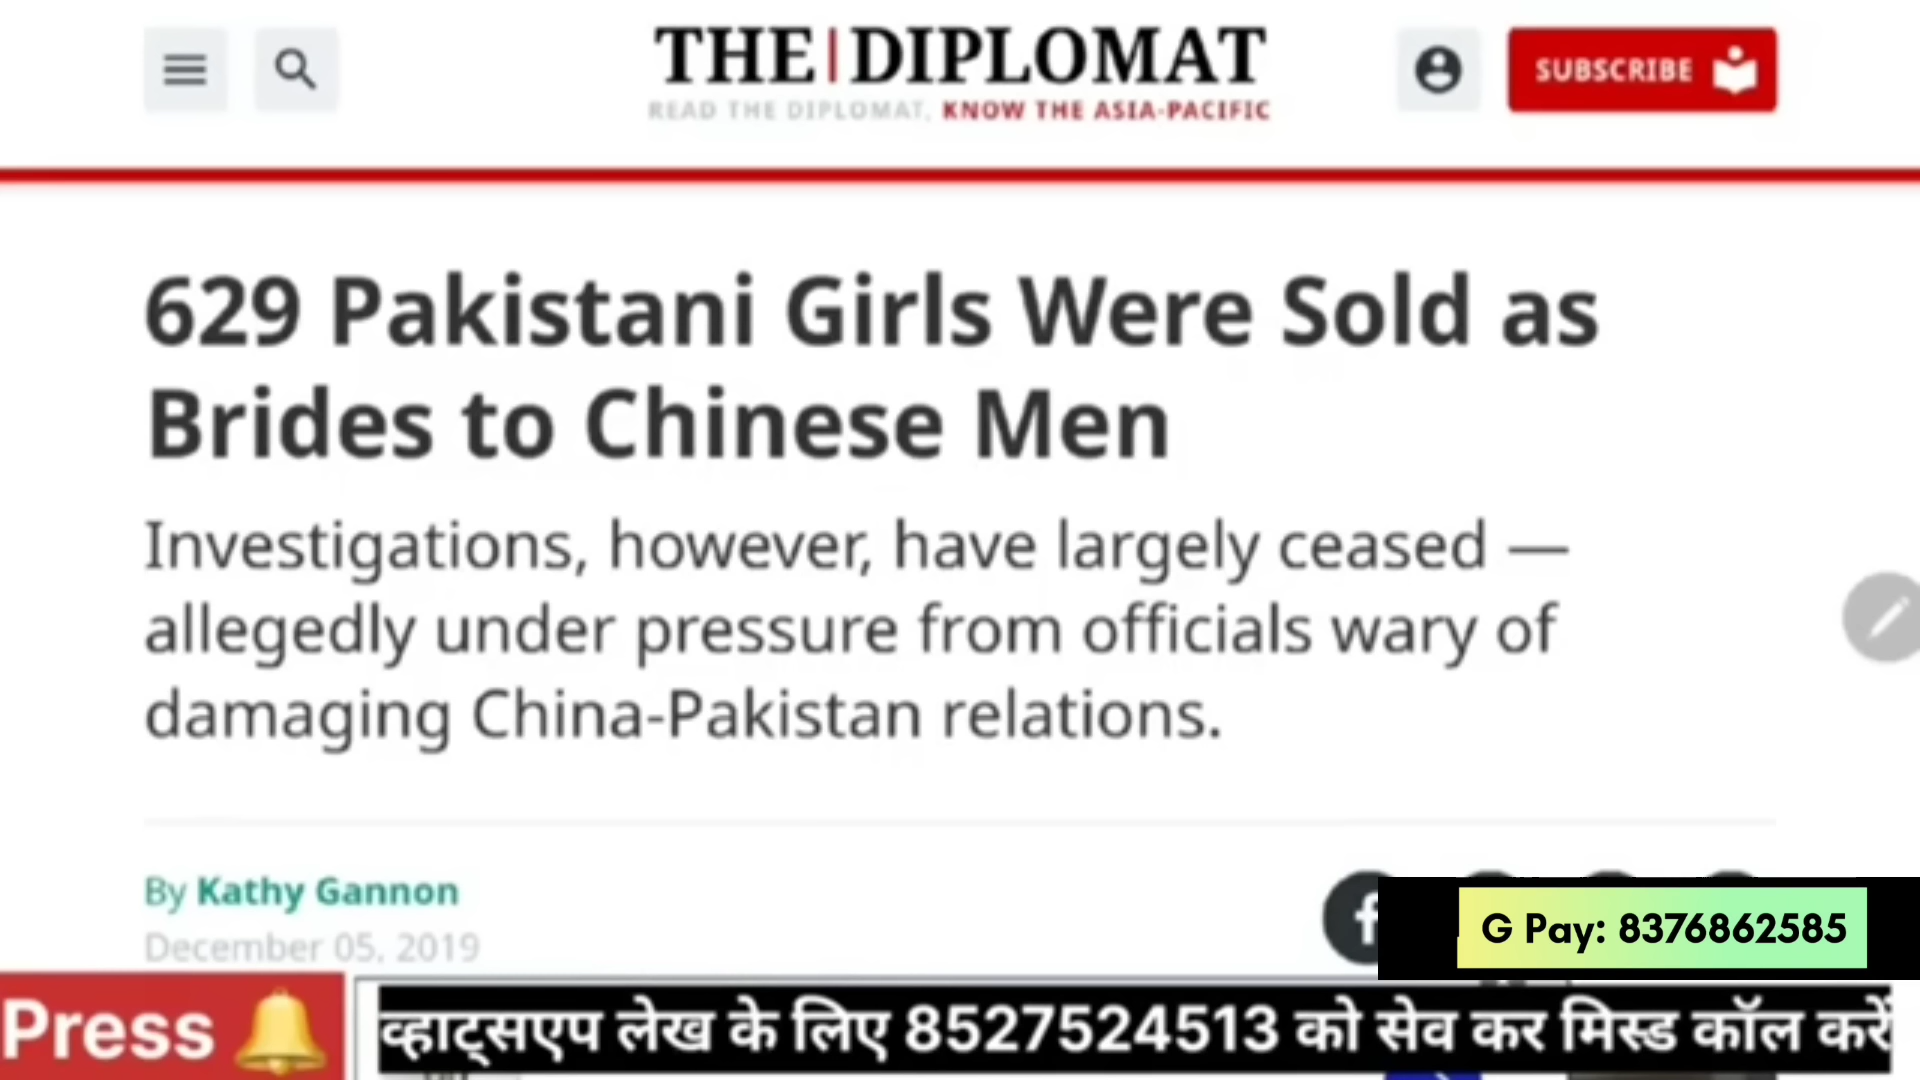 THE|DIPLOMAT
READ THE DIPLOMAT, KNOW THE ASIA-PACIFIC
SUBSCRIBE
629 Pakistani Girls Were Sold as
Brides to Chinese Men
Investigations, however, have largely ceased —
allegedly under pressure from officials wary of
damaging China-Pakistan relations.
By Kathy Gannon
December 05, 2019
f
G Pay: 8376862585
Press
व्हाट्सएप लेख के लिए 8527524513 को सेव कर मिस्ड कॉल करें